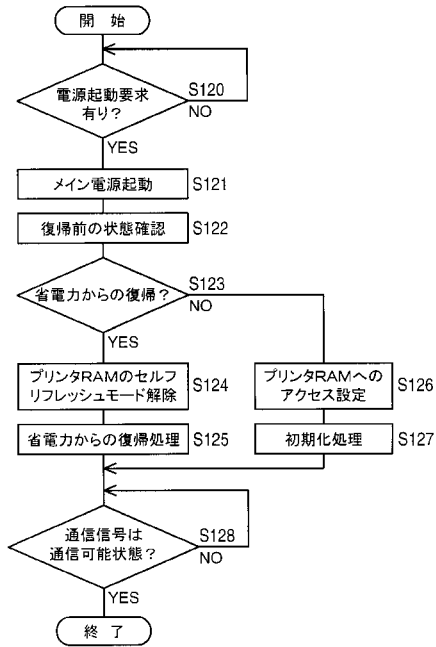 開 始
電源起動要求
有り？
S120
NO
YES
メイン電源起動
S121
復帰前の状態確認
S122
省電力からの復帰？
S123
NO
YES
プリンタRAMのセルフ
リフレッシュモード解除
S124
プリンタRAMへの
アクセス設定
S126
省電力からの復帰処理
S125
初期化処理
S127
通信信号は
通信可能状態？
S128
NO
YES
終 了